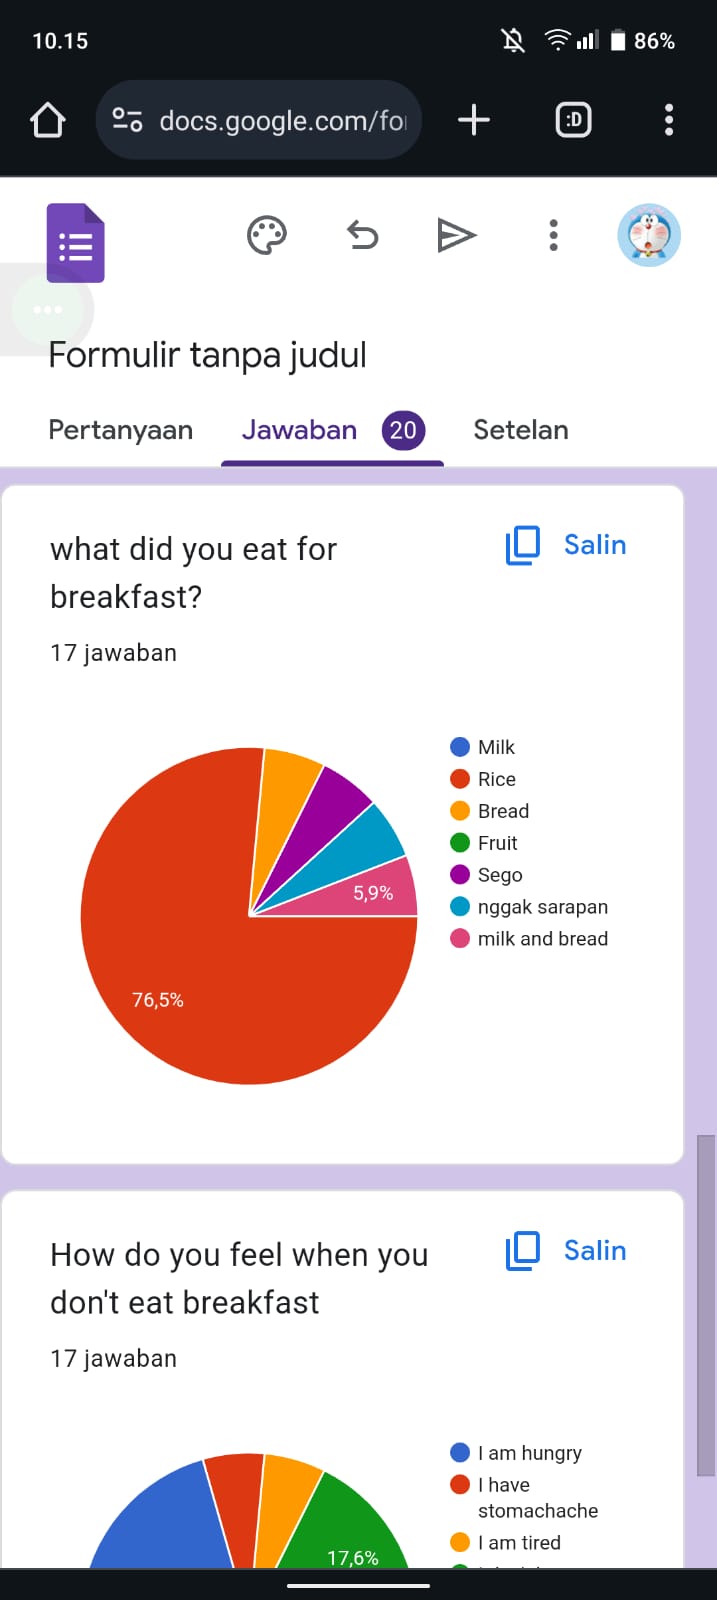 10.15
86%
docs.google.com/fo
:D
Formulir tanpa judul
Pertanyaan
Jawaban 20
Setelan
what did you eat for
breakfast?
Salin
17 jawaban
Milk
Rice
Bread
Fruit
Sego
nggak sarapan
milk and bread
5,9%
76,5%
How do you feel when you
don't eat breakfast
Salin
17 jawaban
I am hungry
I have
stomachache
I am tired
17,6%